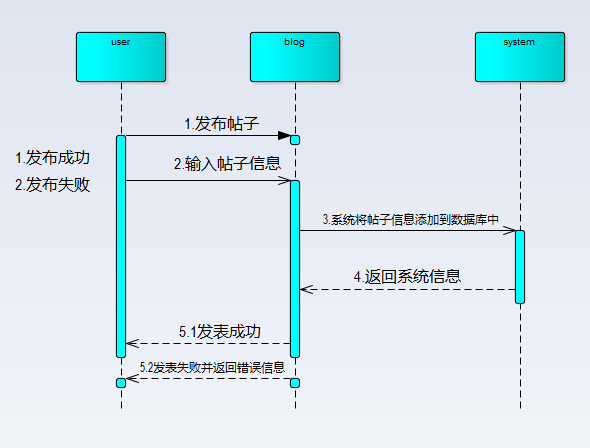 user
blog
system
1.发布帖子
1.发布成功
2.发布失败
2.输入帖子信息
3.系统将帖子信息添加到数据库中
4.返回系统信息
5.1发表成功
5.2发表失败并返回错误信息